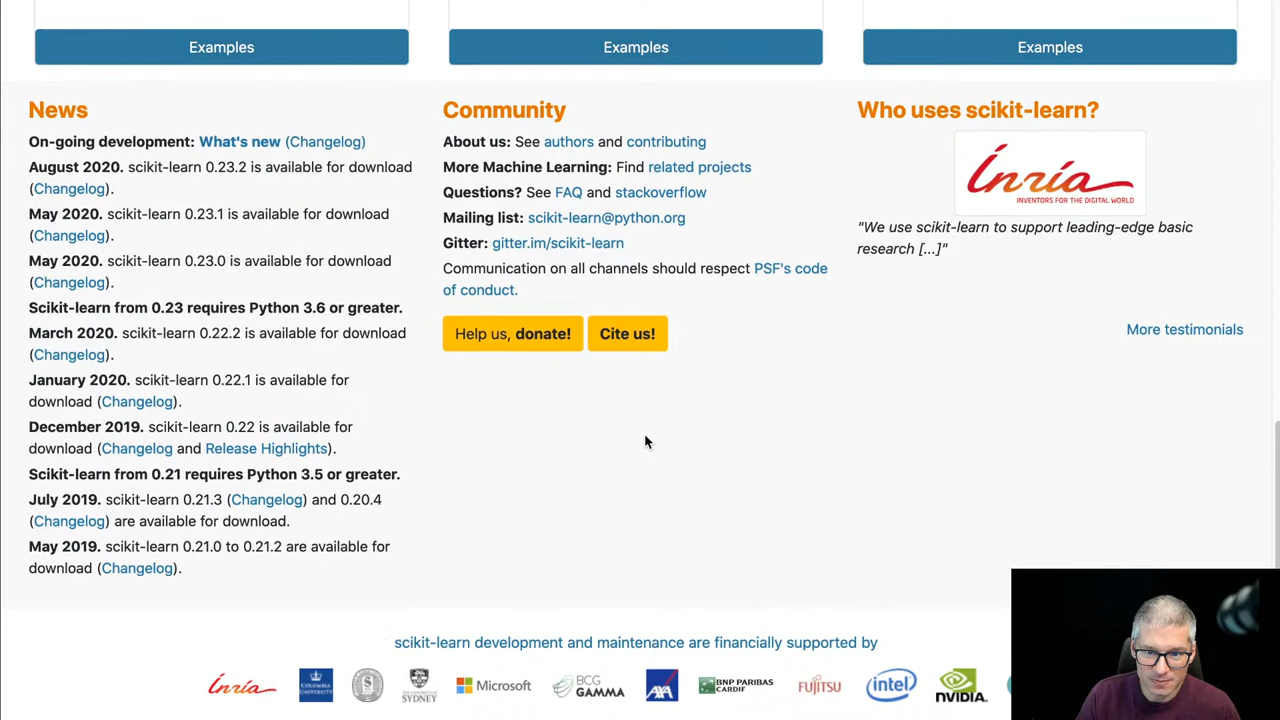 Examples
Examples
Examples
News
On-going development: What's new (Changelog)
August 2020. scikit-learn 0.23.2 is available for download
(Changelog).
May 2020. scikit-learn 0.23.1 is available for download
(Changelog).
May 2020. scikit-learn 0.23.0 is available for download
(Changelog).
Scikit-learn from 0.23 requires Python 3.6 or greater.
March 2020. scikit-learn 0.22.2 is available for download
(Changelog).
January 2020. scikit-learn 0.22.1 is available for
download (Changelog).
December 2019. scikit-learn 0.22 is available for
download (Changelog and Release Highlights).
Scikit-learn from 0.21 requires Python 3.5 or greater.
July 2019. scikit-learn 0.21.3 (Changelog) and 0.20.4
(Changelog) are available for download.
May 2019. scikit-learn 0.21.0 to 0.21.2 are available for
download (Changelog).
Community
About us: See authors and contributing
More Machine Learning: Find related projects
Questions? See FAQ and stackoverflow
Mailing list: scikit-learn@python.org
Gitter: gitter.im/scikit-learn
Communication on all channels should respect PSF's code
of conduct.
Help us, donate!
Cite us!
Who uses scikit-learn?
Inría
INVENTORS FOR THE DIGITAL WORLD
"We use scikit-learn to support leading-edge basic
research [...]"
More testimonials
scikit-learn development and maintenance are financially supported by
Inría
COLUMBIA
UNIVERSITY
SYDNEY
Microsoft
BCG
GAMMA
AXA
BNP PARIBAS
CARDIF
FUJITSU
intel
NVIDIA.